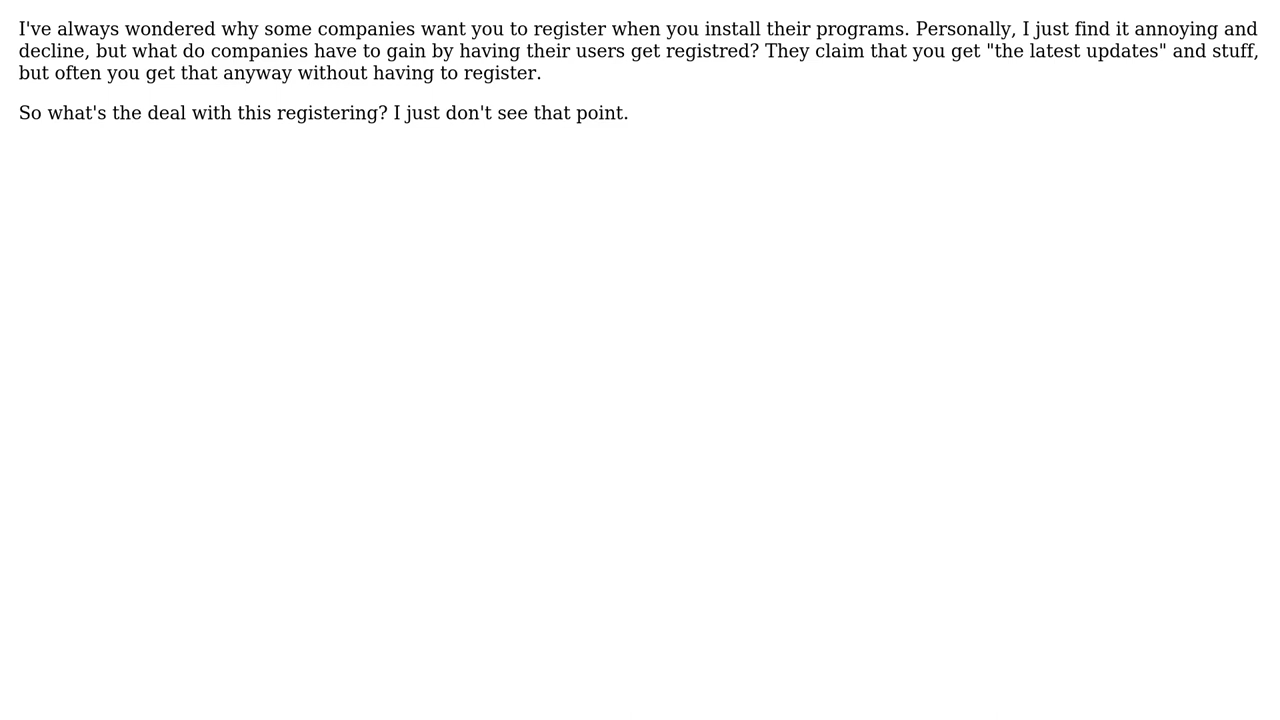 I've always wondered why some companies want you to register when you install their programs. Personally, I just find it annoying and
decline, but what do companies have to gain by having their users get registred? They claim that you get "the latest updates" and stuff,
but often you get that anyway without having to register.
So what's the deal with this registering? I just don't see that point.